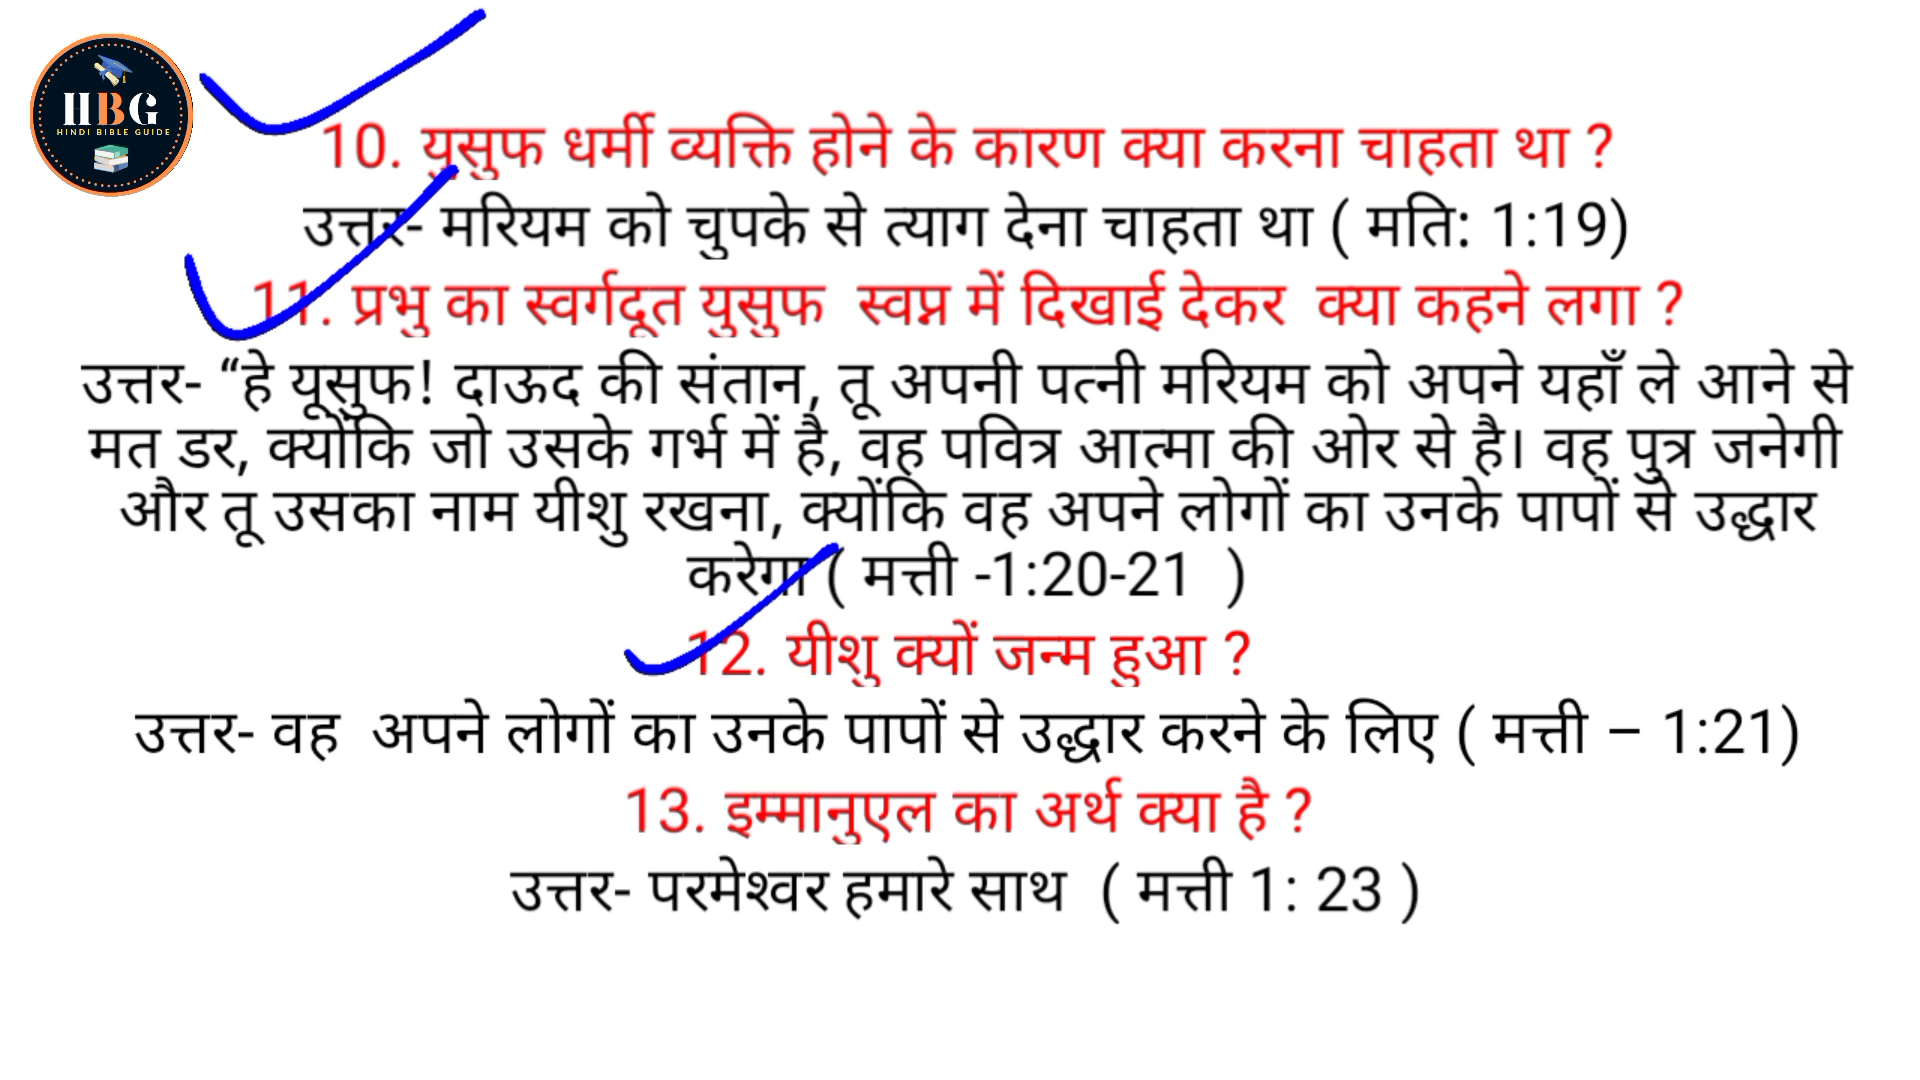 HBG
HINDI BIBLE GUIDE
10. युसुफ धर्मी व्यक्ति होने के कारण क्या करना चाहता था ?
उत्तर- मरियम को चुपके से त्याग देना चाहता था ( मति: 1:19)
11. प्रभु का स्वर्गदूत युसुफ स्वप्न में दिखाई देकर क्या कहने लगा ?
उत्तर- “हे यूसुफ! दाऊद की संतान, तू अपनी पत्नी मरियम को अपने यहाँ ले आने से
मत डर, क्योंकि जो उसके गर्भ में है, वह पवित्र आत्मा की ओर से है। वह पुत्र जनेगी
और तू उसका नाम यीशु रखना, क्योंकि वह अपने लोगों का उनके पापों से उद्धार
करेगा ( मत्ती -1:20-21 )
12. यीशु क्यों जन्म हुआ ?
उत्तर- वह अपने लोगों का उनके पापों से उद्धार करने के लिए ( मत्ती – 1:21)
13. इम्मानुएल का अर्थ क्या है ?
उत्तर- परमेश्वर हमारे साथ ( मत्ती 1: 23 )